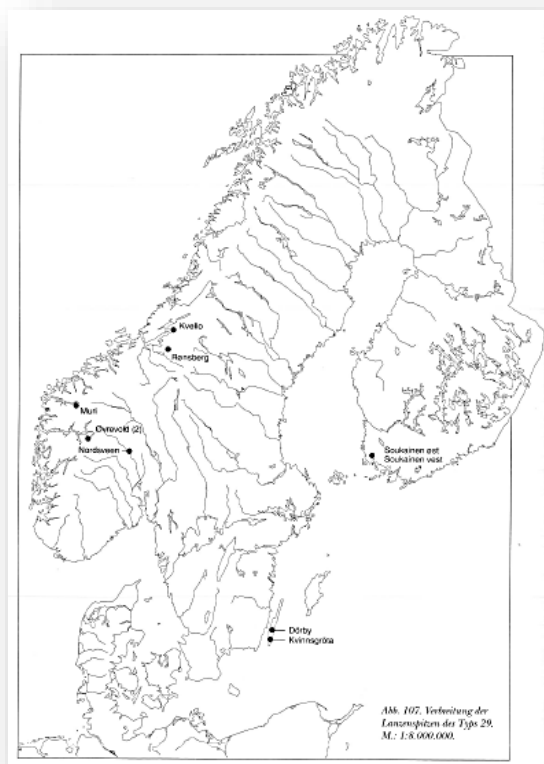 Kvello
Rønsberg
Muri
Øvrevold (2)
Nordsveen
Soukainen øst
Soukainen vest
Dörby
Kvinnsgröta
Abb. 107. Verbreitung der
Lanzenspitzen des Typs 29.
M.: 1:8.000.000.